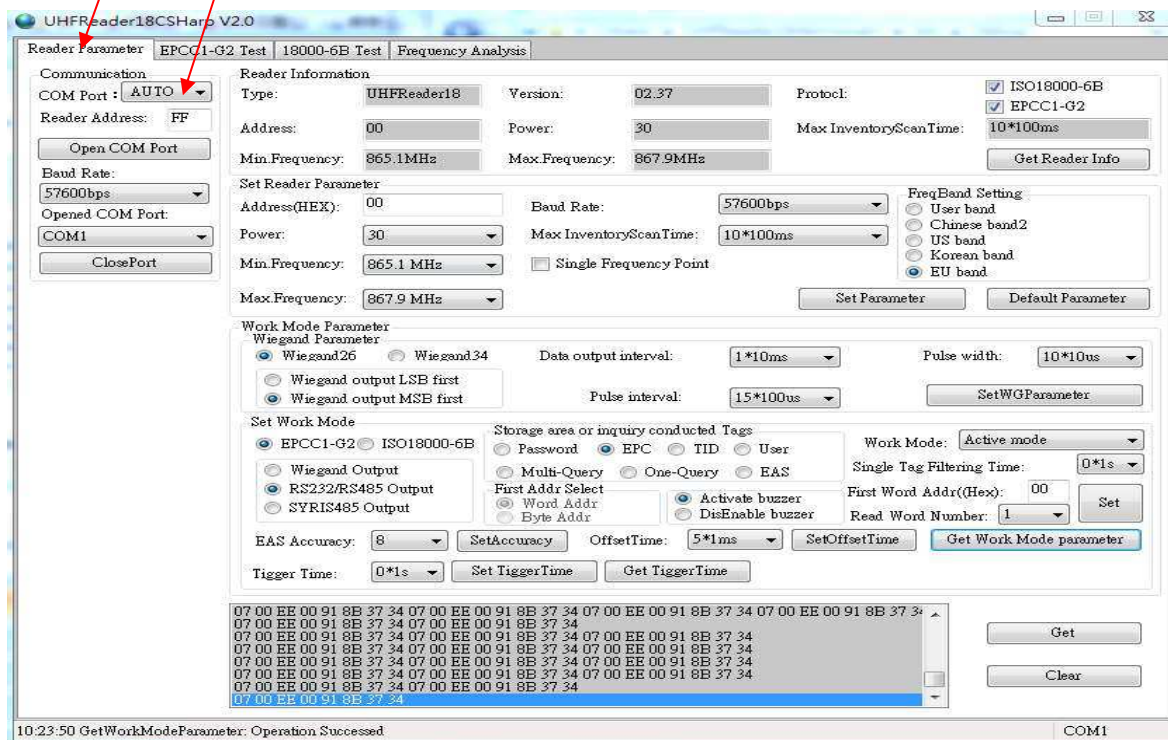 UHFReader18CSHarp V2.0
Reader Parameter EPCC1-G2 Test 18000-6B Test Frequency Analysis
Communication
COM Port : AUTO
Reader Address: FF
Open COM Port
Baud Rate:
57600bps
Opened COM Port:
COM1
ClosePort
Reader Information
Type: UHFReader18 Version: 02.37 Protocl: ISO18000-6B
EPCC1-G2
Address: 00 Power: 30 Max InventoryScanTime: 10*100ms
Min.Frequency: 865.1MHz Max.Frequency: 867.9MHz Get Reader Info
Set Reader Parameter
Address(HEX): 00 Baud Rate: 57600bps
Power: 30 Max InventoryScanTime: 10*100ms
Min.Frequency: 865.1 MHz Single Frequency Point
Max.Frequency: 867.9 MHz Set Parameter Default Parameter
FreqBand Setting
User band
Chinese band2
US band
Korean band
EU band
Work Mode Parameter
Wiegand Parameter
Wiegand26 Wiegand34 Data output interval: 1*10ms Pulse width: 10*10us
Wiegand output LSB first
Wiegand output MSB first Pulse interval: 15*100us SetWGParameter
Set Work Mode
EPCC1-G2 ISO18000-6B
Wiegand Output
RS232/RS485 Output
SYRIS485 Output
Storage area or inquiry conducted Tags
Password EPC TID User
Multi-Query One-Query EAS
First Addr Select
Word Addr
Byte Addr
Activate buzzer
DisEnable buzzer
Work Mode: Active mode
Single Tag Filtering Time: 0*1s
First Word Addr((Hex): 00
Read Word Number: 1 Set
EAS Accuracy: 8 SetAccuracy OffsetTime: 5*1ms SetOffsetTime Get Work Mode parameter
Tigger Time: 0*1s Set TiggerTime Get TiggerTime
07 00 EE 00 91 8B 37 34 07 00 EE 00 91 8B 37 34 07 00 EE 00 91 8B 37 34 07 00 EE 00 91 8B 37 34
07 00 EE 00 91 8B 37 34 07 00 EE 00 91 8B 37 34
07 00 EE 00 91 8B 37 34 07 00 EE 00 91 8B 37 34 07 00 EE 00 91 8B 37 34
07 00 EE 00 91 8B 37 34 07 00 EE 00 91 8B 37 34 07 00 EE 00 91 8B 37 34
07 00 EE 00 91 8B 37 34 07 00 EE 00 91 8B 37 34 07 00 EE 00 91 8B 37 34
07 00 EE 00 91 8B 37 34 07 00 EE 00 91 8B 37 34 07 00 EE 00 91 8B 37 34
07 00 EE 00 91 8B 37 34 07 00 EE 00 91 8B 37 34
07 00 EE 00 91 8B 37 34
Get
Clear
10:23:50 GetWorkModeParameter: Operation Successed COM1